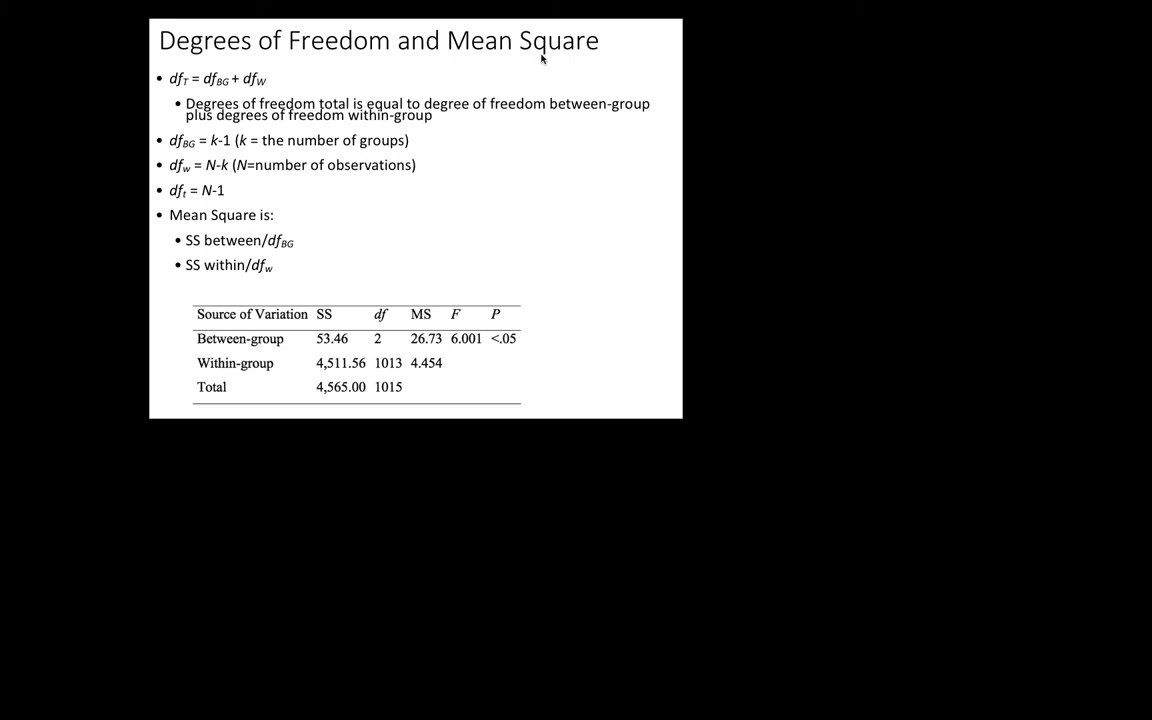 Degrees of Freedom and Mean Square
• dfT = dfBG + dfW
• Degrees of freedom total is equal to degree of freedom between-group
plus degrees of freedom within-group
• dfBG = k-1 (k = the number of groups)
• dfw = N-k (N=number of observations)
• dft = N-1
• Mean Square is:
• SS between/dfBG
• SS within/dfw
Source of Variation SS df MS F P
Between-group 53.46 2 26.73 6.001 <.05
Within-group 4,511.56 1013 4.454
Total 4,565.00 1015